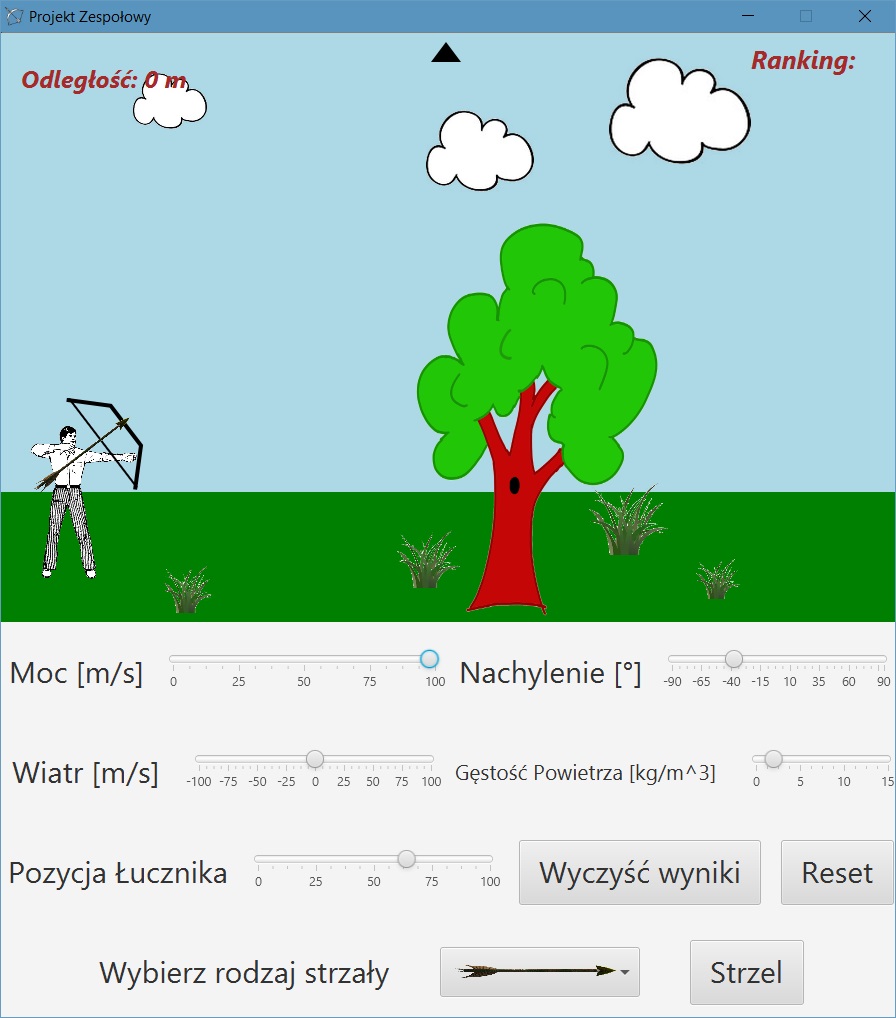 Projekt Zespołowy
Odległość: 0 m
Ranking:
Moc [m/s]
0 25 50 75 100
Nachylenie [°]
-90 -65 -40 -15 10 35 60 90
Wiatr [m/s]
-100 -75 -50 -25 0 25 50 75 100
Gęstość Powietrza [kg/m^3]
0 5 10 15
Pozycja Łucznika
0 25 50 75 100
Wyczyść wyniki
Reset
Wybierz rodzaj strzały
Strzel